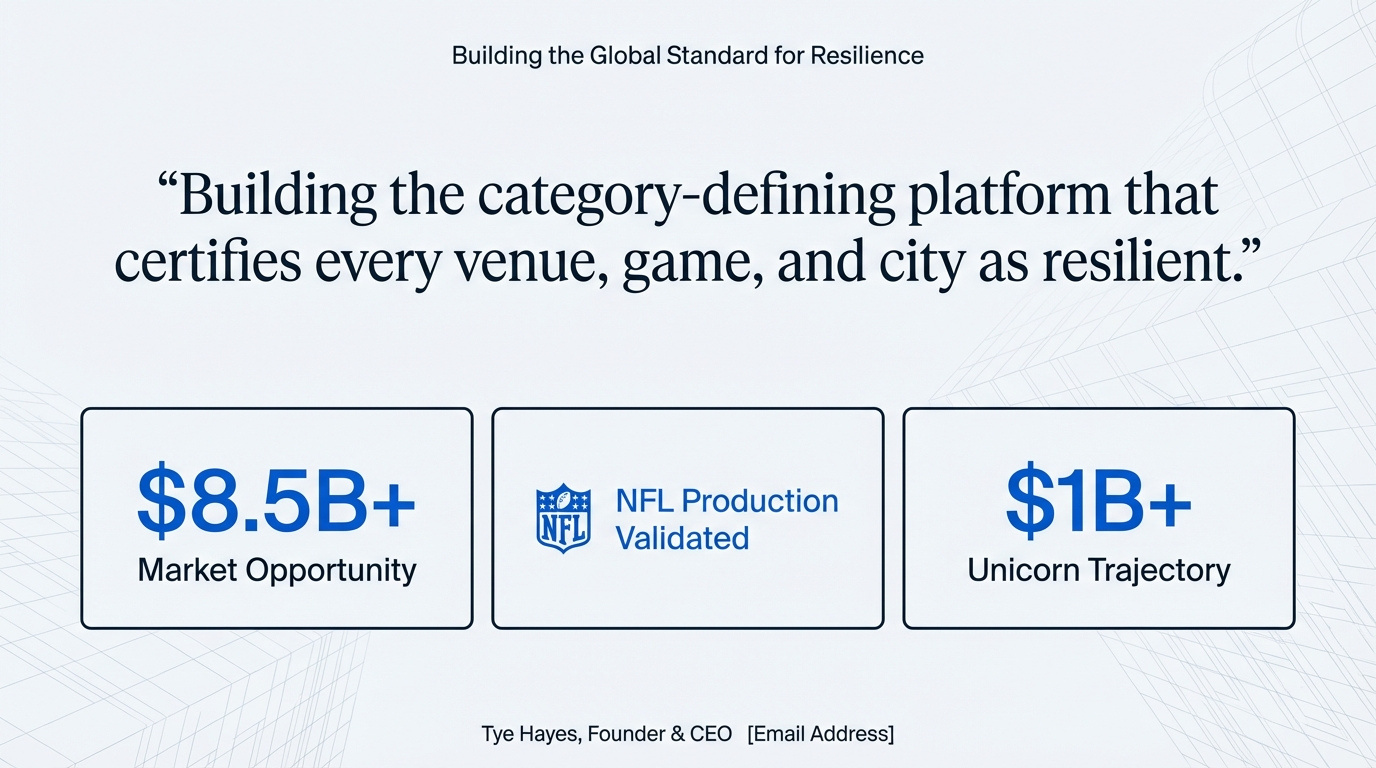 Building the Global Standard for Resilience
“Building the category-defining platform that
certifies every venue, game, and city as resilient.”
$8.5B+
Market Opportunity
NFL
NFL Production
Validated
$1B+
Unicorn Trajectory
Tye Hayes, Founder & CEO [Email Address]